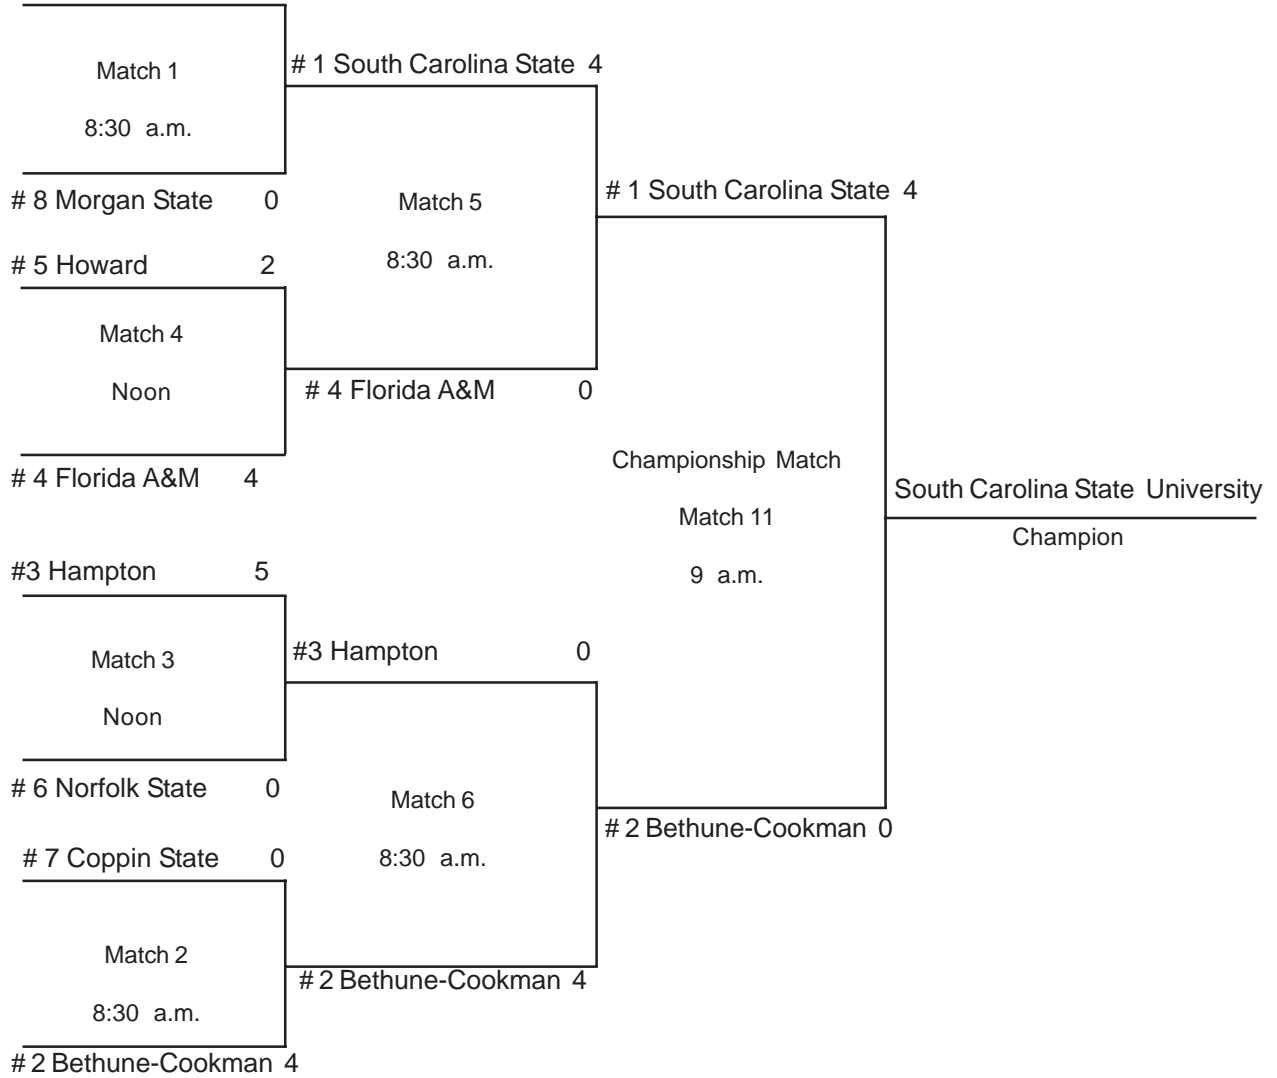 # 1 South Carolina State 4
Match 1
8:30 a.m.
# 8 Morgan State 0
# 1 South Carolina State 4
Match 5
8:30 a.m.
# 5 Howard 2
Match 4
Noon
# 4 Florida A&M 0
# 4 Florida A&M 4
Championship Match
Match 11
9 a.m.
South Carolina State University
Champion
#3 Hampton 5
#3 Hampton 0
Match 3
Noon
# 6 Norfolk State 0
Match 6
8:30 a.m.
# 2 Bethune-Cookman 0
# 7 Coppin State 0
Match 2
8:30 a.m.
# 2 Bethune-Cookman 4
# 2 Bethune-Cookman 4